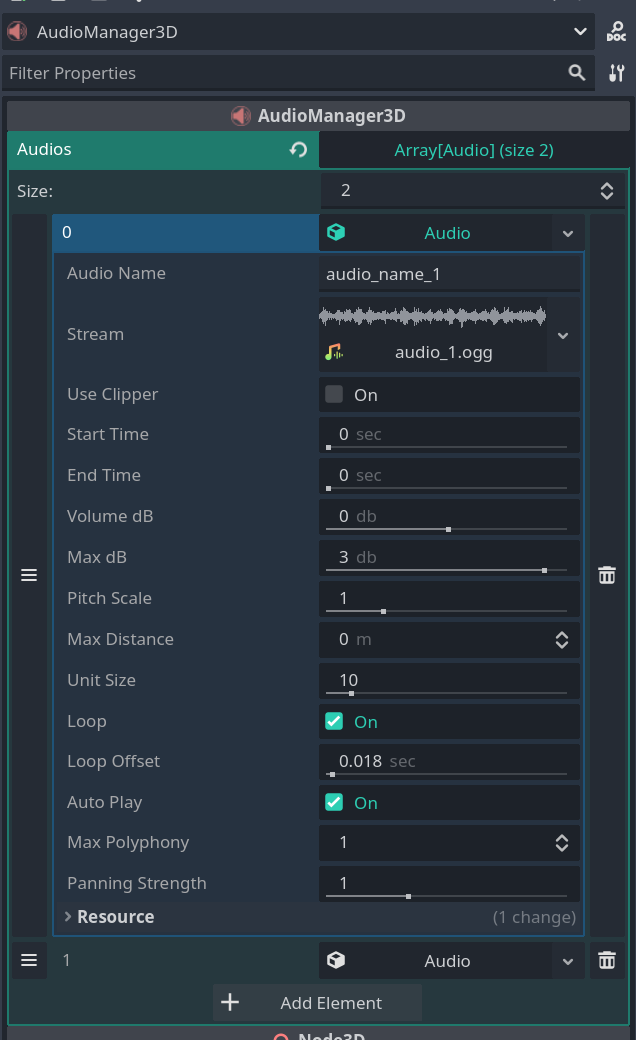 AudioManager3D
DOC
Filter Properties
AudioManager3D
Audios Array[Audio] (size 2)
Size: 2
0 Audio
Audio Name audio_name_1
Stream audio_1.ogg
Use Clipper On
Start Time 0 sec
End Time 0 sec
Volume dB 0 db
Max dB 3 db
Pitch Scale 1
Max Distance 0 m
Unit Size 10
Loop On
Loop Offset 0.018 sec
Auto Play On
Max Polyphony 1
Panning Strength 1
Resource (1 change)
1 Audio
Add Element
Node3D